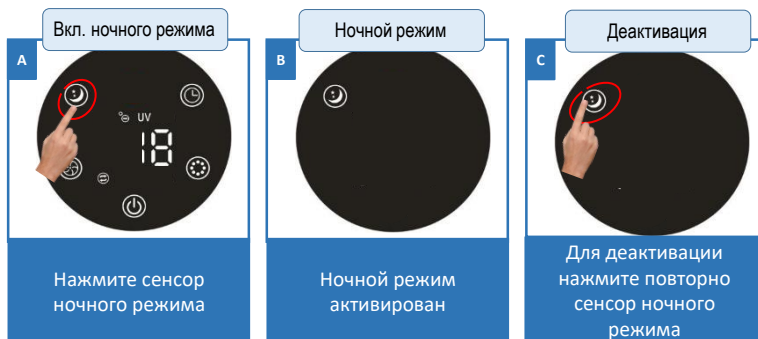 Вкл. ночного режима
Ночной режим
Деактивация
A
B
C
UV
18
Нажмите сенсор
ночного режима
Ночной режим
активирован
Для деактивации
нажмите повторно
сенсор ночного
режима